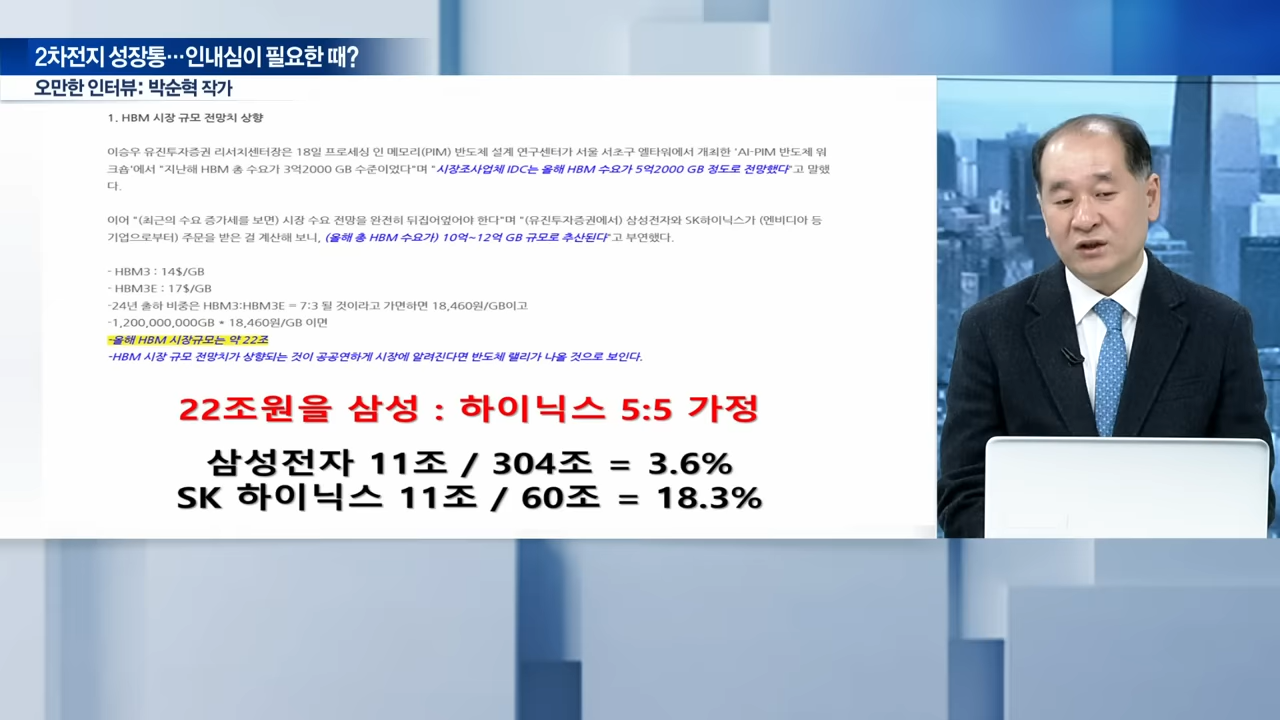 2차전지 성장통…인내심이 필요한 때?
오만한 인터뷰: 박순혁 작가
1. HBM 시장 규모 전망치 상향
이승우 유진투자증권 리서치센터장은 18일 프로세싱 인 메모리(PIM) 반도체 설계 연구센터가 서울 서초구 엘타워에서 개최한 'AI-PIM 반도체 워
크숍'에서 "지난해 HBM 총 수요가 3억2000 GB 수준이었다"며 "시장조사업체 IDC는 올해 HBM 수요가 5억2000 GB 정도로 전망했다"고 말했
다.
이어 "(최근의 수요 증가세를 보면) 시장 수요 전망을 완전히 뒤집어엎어야 한다"며 "(유진투자증권에서) 삼성전자와 SK하이닉스가 (엔비디아 등
기업으로부터) 주문을 받은 걸 계산해 보니, (올해 총 HBM 수요가) 10억~12억 GB 규모로 추산된다"고 부연했다.
- HBM3 : 14$/GB
- HBM3E : 17$/GB
-24년 출하 비중은 HBM3:HBM3E = 7:3 될 것이라고 가면하면 18,460원/GB이고
-1,200,000,000GB * 18,460원/GB 이면
-올해 HBM 시장규모는 약 22조
-HBM 시장 규모 전망치가 상향되는 것이 공공연하게 시장에 알려진다면 반도체 랠리가 나올 것으로 보인다.
22조원을 삼성 : 하이닉스 5:5 가정
삼성전자 11조 / 304조 = 3.6%
SK 하이닉스 11조 / 60조 = 18.3%